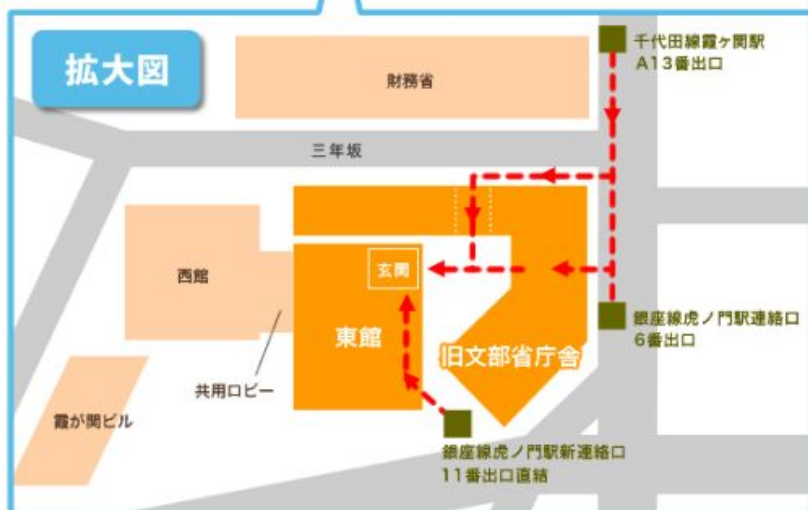 拡大図
千代田線霞ヶ関駅
A13番出口
財務省
三年坂
西館
玄関
東館
旧文部省庁舎
銀座線虎ノ門駅連絡口
6番出口
共用ロビー
霞が関ビル
銀座線虎ノ門駅新連絡口
11番出口直結